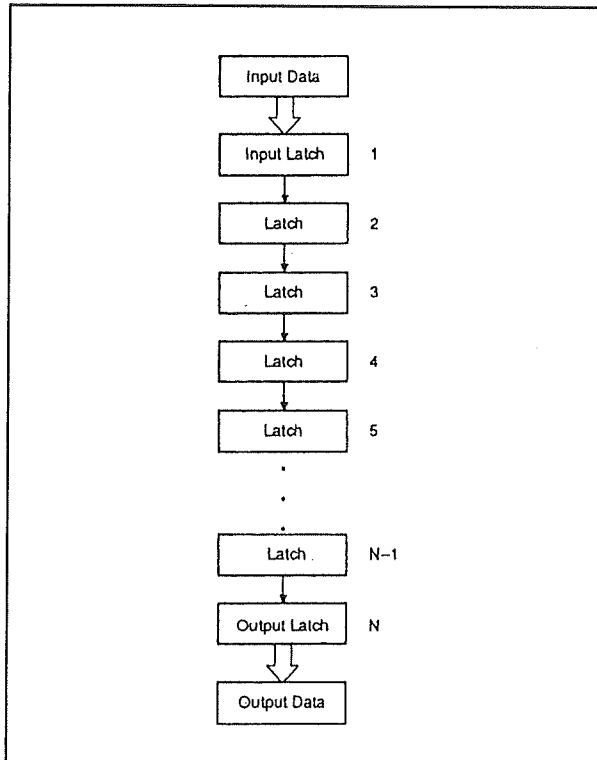 Input Data
Input Latch 1
Latch 2
Latch 3
Latch 4
Latch 5
Latch N–1
Output Latch N
Output Data